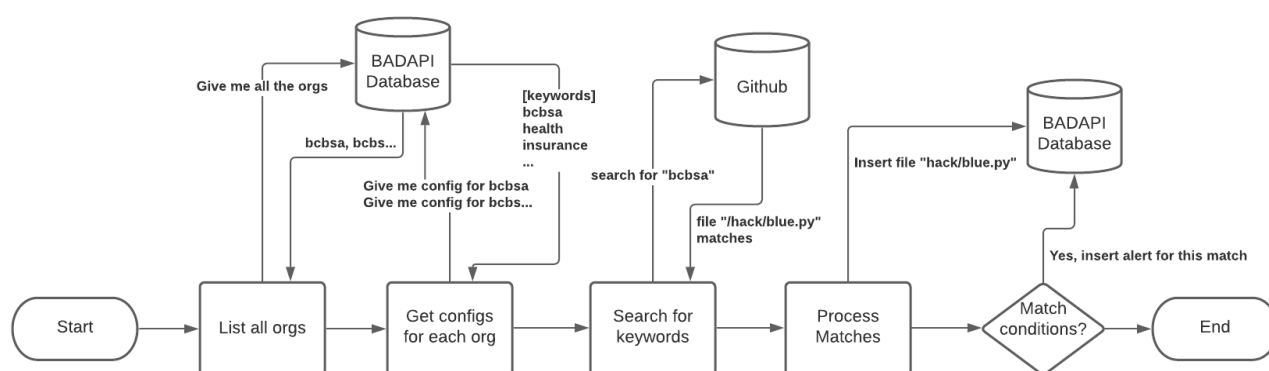 BADAPI
Database
Give me all the orgs
bcbsa, bcbs...
[keywords]
bcbsa
health
insurance
...
Give me config for bcbsa
Give me config for bcbs...
Github
search for "bcbsa"
file "/hack/blue.py"
matches
BADAPI
Database
Insert file "hack/blue.py"
Yes, insert alert for this match
Start
List all orgs
Get configs
for each org
Search for
keywords
Process
Matches
Match
conditions?
End